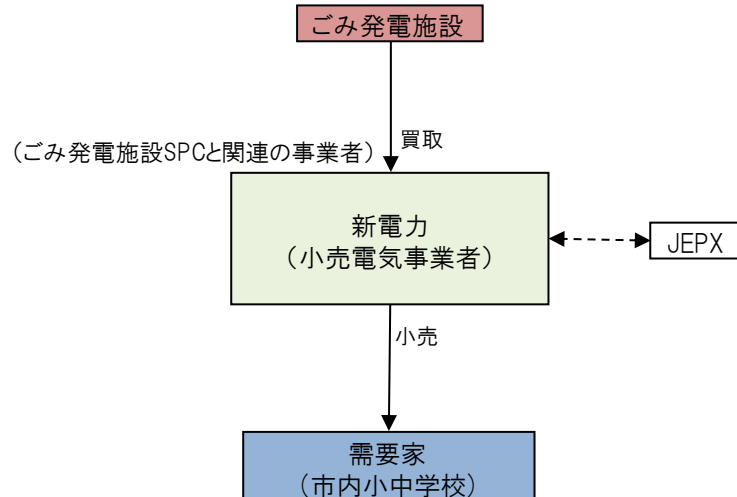 ごみ発電施設
買取
（ごみ発電施設SPCと関連の事業者）
新電力
（小売電気事業者）
JEPX
小売
需要家
（市内小中学校）